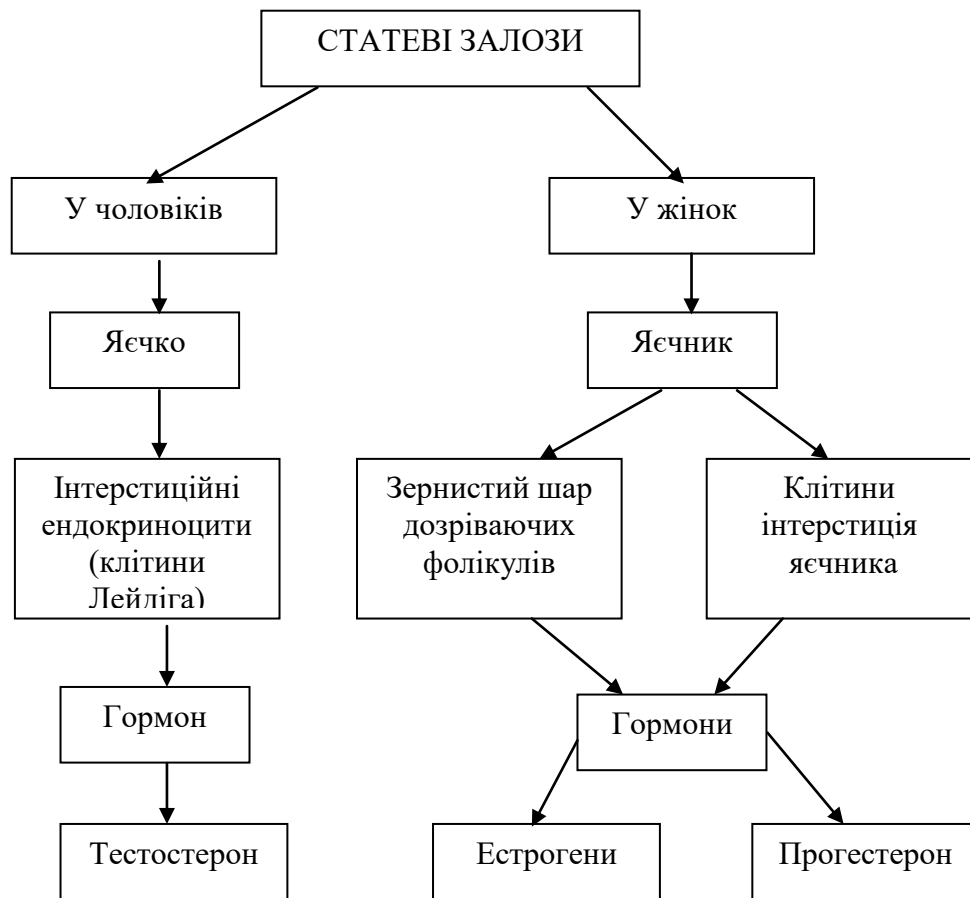 СТАТЕВІ ЗАЛОЗИ
У чоловіків
У жінок
Яєчко
Яєчник
Інтерстиційні
ендокриноцити
(клітини
Лейдіга)
Зернистий шар
дозріваючих
фолікулів
Клітини
інтерстиція
яєчника
Гормон
Гормони
Тестостерон
Естрогени
Прогестерон